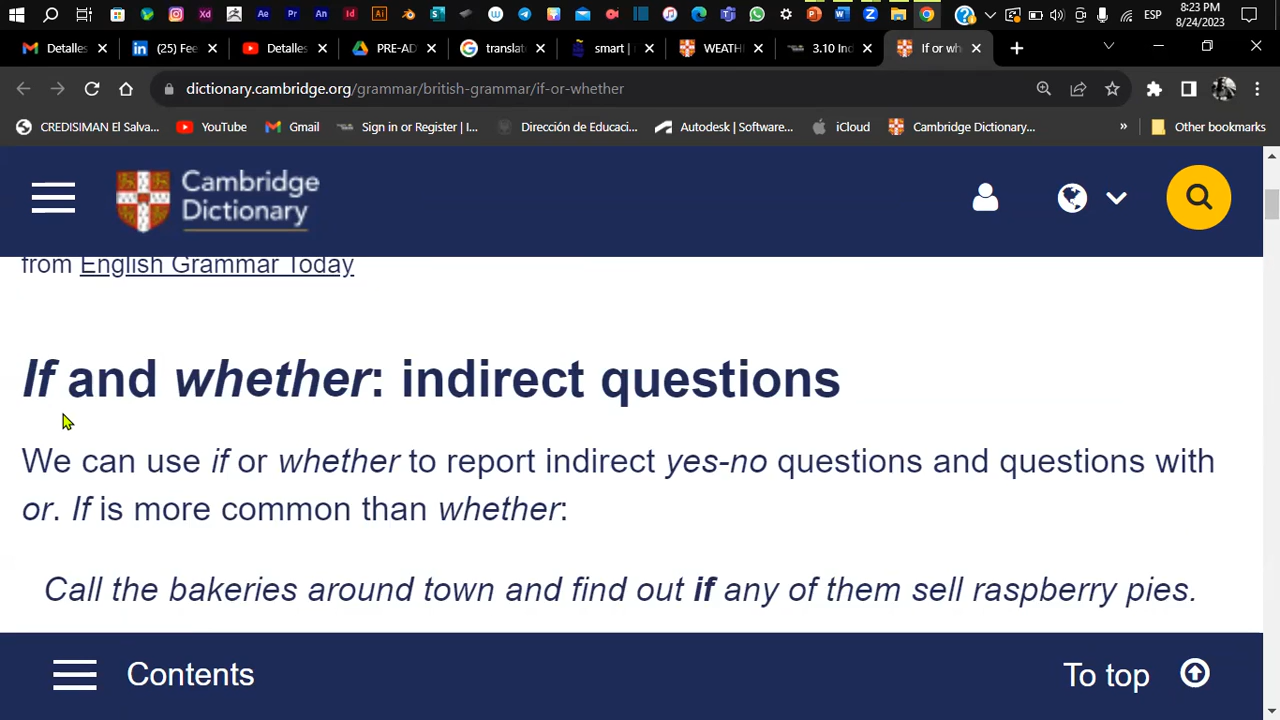 ESP
8:23 PM
8/24/2023
Detalles
(25) Fee
Detalles
PRE-AD
translat
smart |
WEATH
3.10 Ind
If or wh
dictionary.cambridge.org/grammar/british-grammar/if-or-whether
CREDISIMAN El Salva...
YouTube
Gmail
Sign in or Register | I...
Dirección de Educaci...
Autodesk | Software...
iCloud
Cambridge Dictionary...
»
Other bookmarks
Cambridge
Dictionary
from English Grammar Today
If and whether: indirect questions
We can use if or whether to report indirect yes-no questions and questions with
or. If is more common than whether:
Call the bakeries around town and find out if any of them sell raspberry pies.
Contents
To top